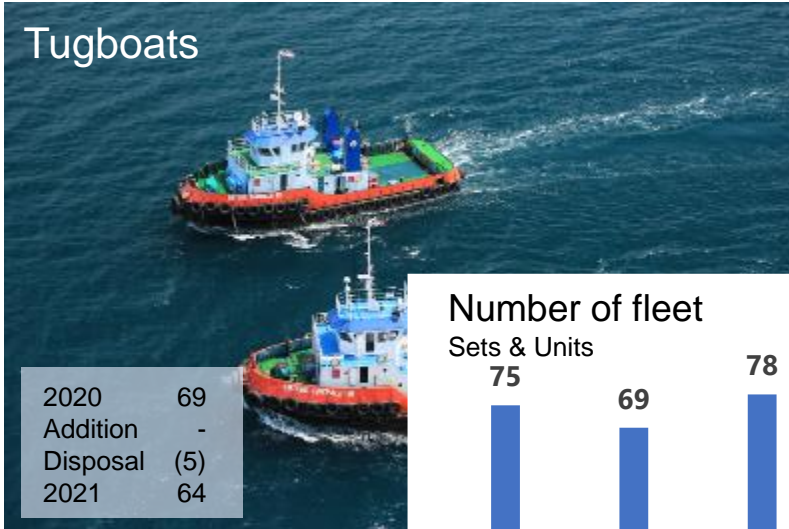 Tugboats
Number of fleet
Sets & Units
75
69
78
2020 69
Addition -
Disposal (5)
2021 64